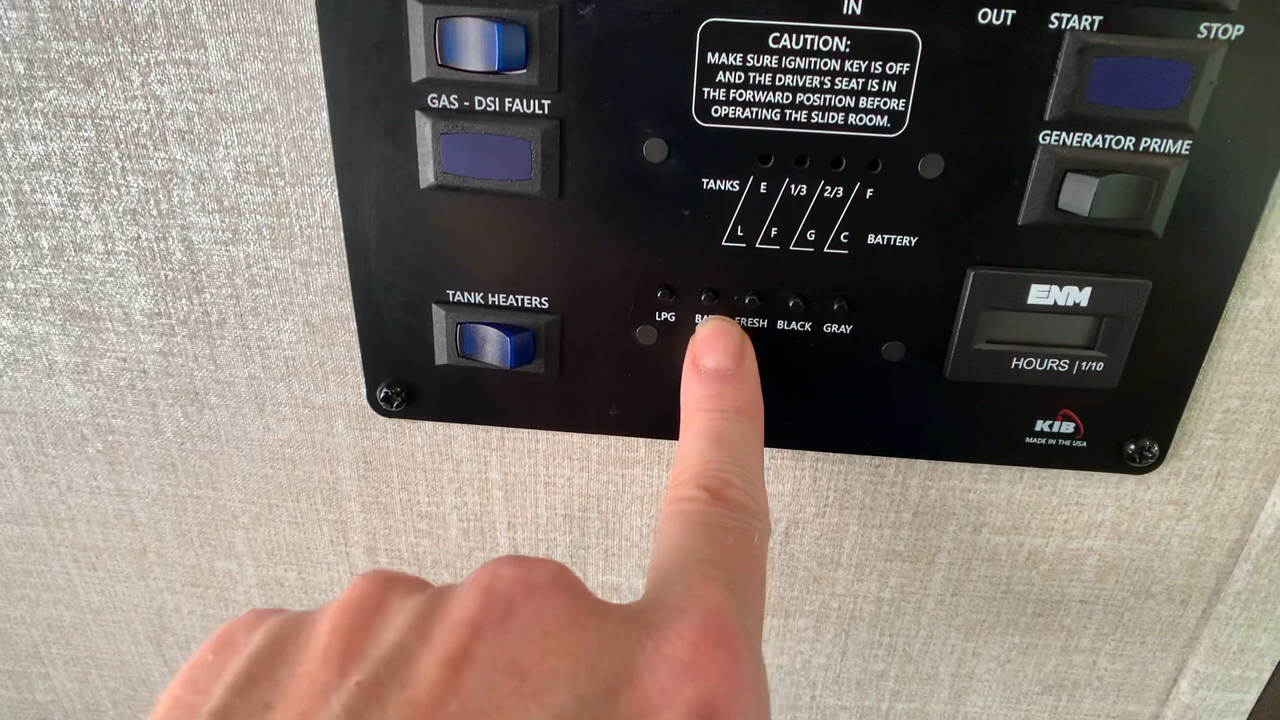 IN
OUT START STOP
CAUTION:
MAKE SURE IGNITION KEY IS OFF
AND THE DRIVER'S SEAT IS IN
THE FORWARD POSITION BEFORE
OPERATING THE SLIDE ROOM.
GAS - DSI FAULT
GENERATOR PRIME
TANKS E 1/3 2/3 F
L F G C BATTERY
TANK HEATERS
LPG FRESH BLACK GRAY
ENM
HOURS | 1/10
KIB
MADE IN THE USA